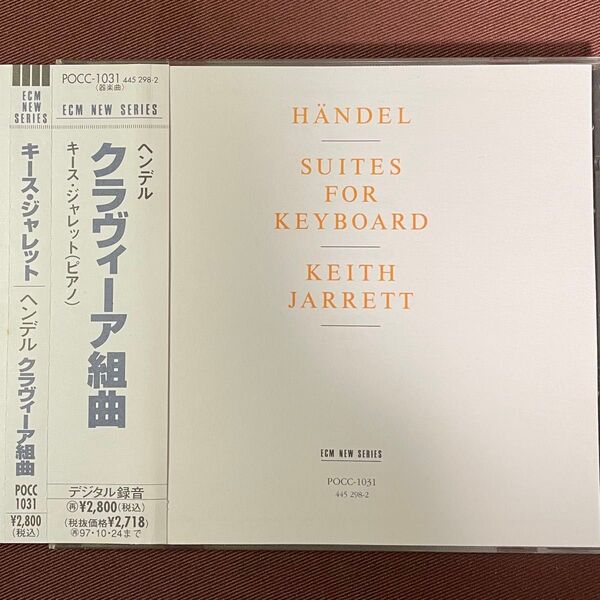 ECM
NEW
SERIES
キース・ジャレット
ヘンデル クラヴィーア組曲
POCC
1031
¥2,800
(税込)
POCC-1031 445 298-2
(器楽曲)
ECM NEW SERIES
ヘンデル
クラヴィーア組曲
キース・ジャレット(ピアノ)
デジタル録音
再¥2,800(税込)
(税抜価格¥2,718)
再97・10・24まで
HÄNDEL
SUITES
FOR
KEYBOARD
KEITH
JARRETT
ECM NEW SERIES
POCC-1031
445 298-2